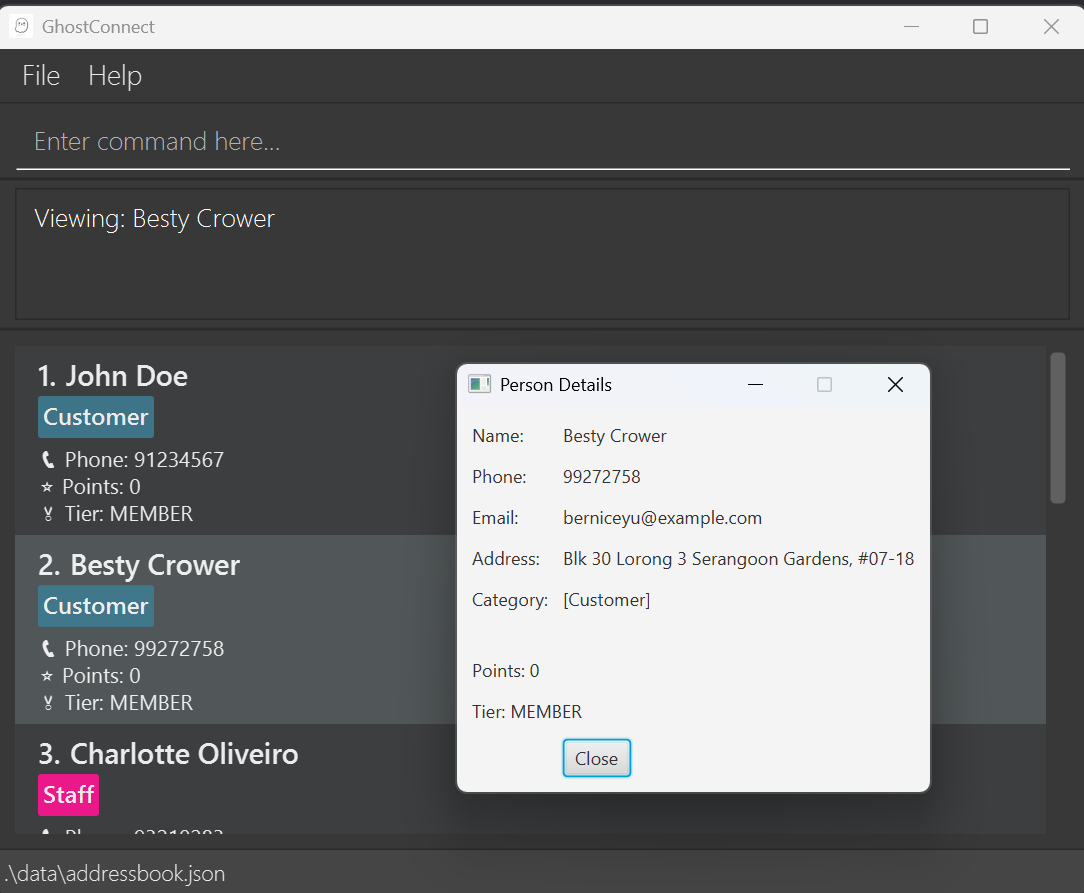 GhostConnect
File Help
Enter command here...
Viewing: Besty Crower
1. John Doe
Customer
Phone: 91234567
Points: 0
Tier: MEMBER
2. Besty Crower
Customer
Phone: 99272758
Points: 0
Tier: MEMBER
3. Charlotte Oliveiro
Staff
Person Details
Name: Besty Crower
Phone: 99272758
Email: berniceyu@example.com
Address: Blk 30 Lorong 3 Serangoon Gardens, #07-18
Category: [Customer]
Points: 0
Tier: MEMBER
Close
.\data\addressbook.json